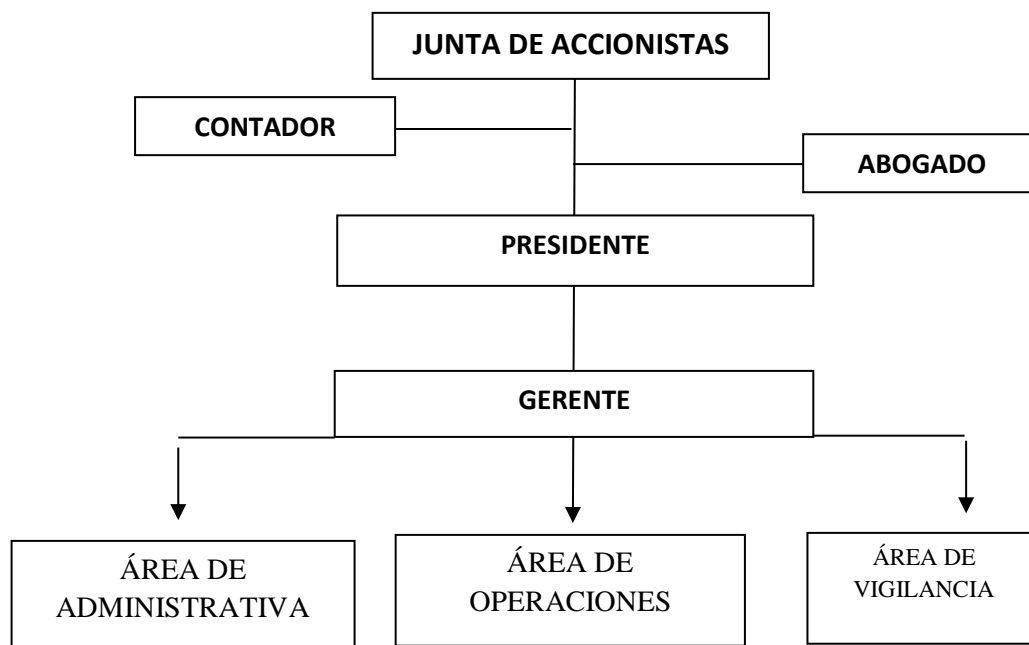 JUNTA DE ACCIONISTAS
CONTADOR
ABOGADO
PRESIDENTE
GERENTE
ÁREA DE
ADMINISTRATIVA
ÁREA DE
OPERACIONES
ÁREA DE
VIGILANCIA